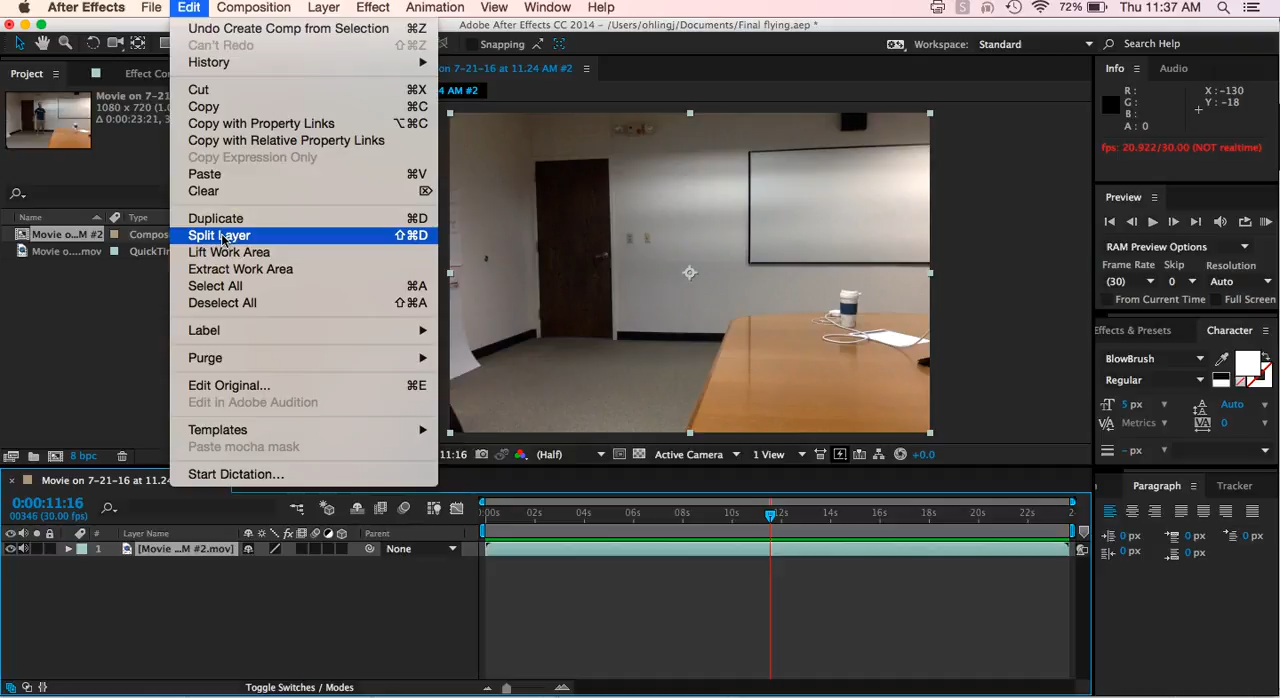 After Effects File Edit Composition Layer Effect Animation View Window Help 72% Thu 11:37 AM
Adobe After Effects CC 2014 - /Users/ohlingj/Documents/Final flying.aep *
Snapping Workspace: Standard Search Help
Project Effect Co
Movie on 7-21
1080 x 720 (1.0
Δ 0:00:23:21, 3
Name Type
Movie o...M #2 Compos
Movie o....mov QuickTi
8 bpc
Undo Create Comp from Selection ⌘Z
Can't Redo ⇧⌘Z
History
Cut ⌘X
Copy ⌘C
Copy with Property Links ⌥⌘C
Copy with Relative Property Links
Copy Expression Only
Paste ⌘V
Clear ⌦
Duplicate ⌘D
Split Layer ⇧⌘D
Lift Work Area
Extract Work Area
Select All ⌘A
Deselect All ⇧⌘A
Label
Purge
Edit Original... ⌘E
Edit in Adobe Audition
Templates
Paste mocha mask
Start Dictation...
on 7-21-16 at 11.24 AM #2
4 AM #2
11:16 (Half) Active Camera 1 View +0.0
Info Audio
R: X : -130
G: Y : -18
B:
A : 0
fps: 20.922/30.00 (NOT realtime)
Preview
RAM Preview Options
Frame Rate Skip Resolution
(30) 0 Auto
From Current Time Full Screen
Effects & Presets Character
BlowBrush
Regular
5 px Auto
Metrics 0
- px
Paragraph Tracker
0 px 0 px 0 px
0 px 0 px
Movie on 7-21-16 at 11.24
0:00:11:16
00346 (30.00 fps)
:00s 02s 04s 06s 08s 10s 12s 14s 16s 18s 20s 22s 2
# Layer Name Parent
1 [Movie ...M #2.mov] None
Toggle Switches / Modes